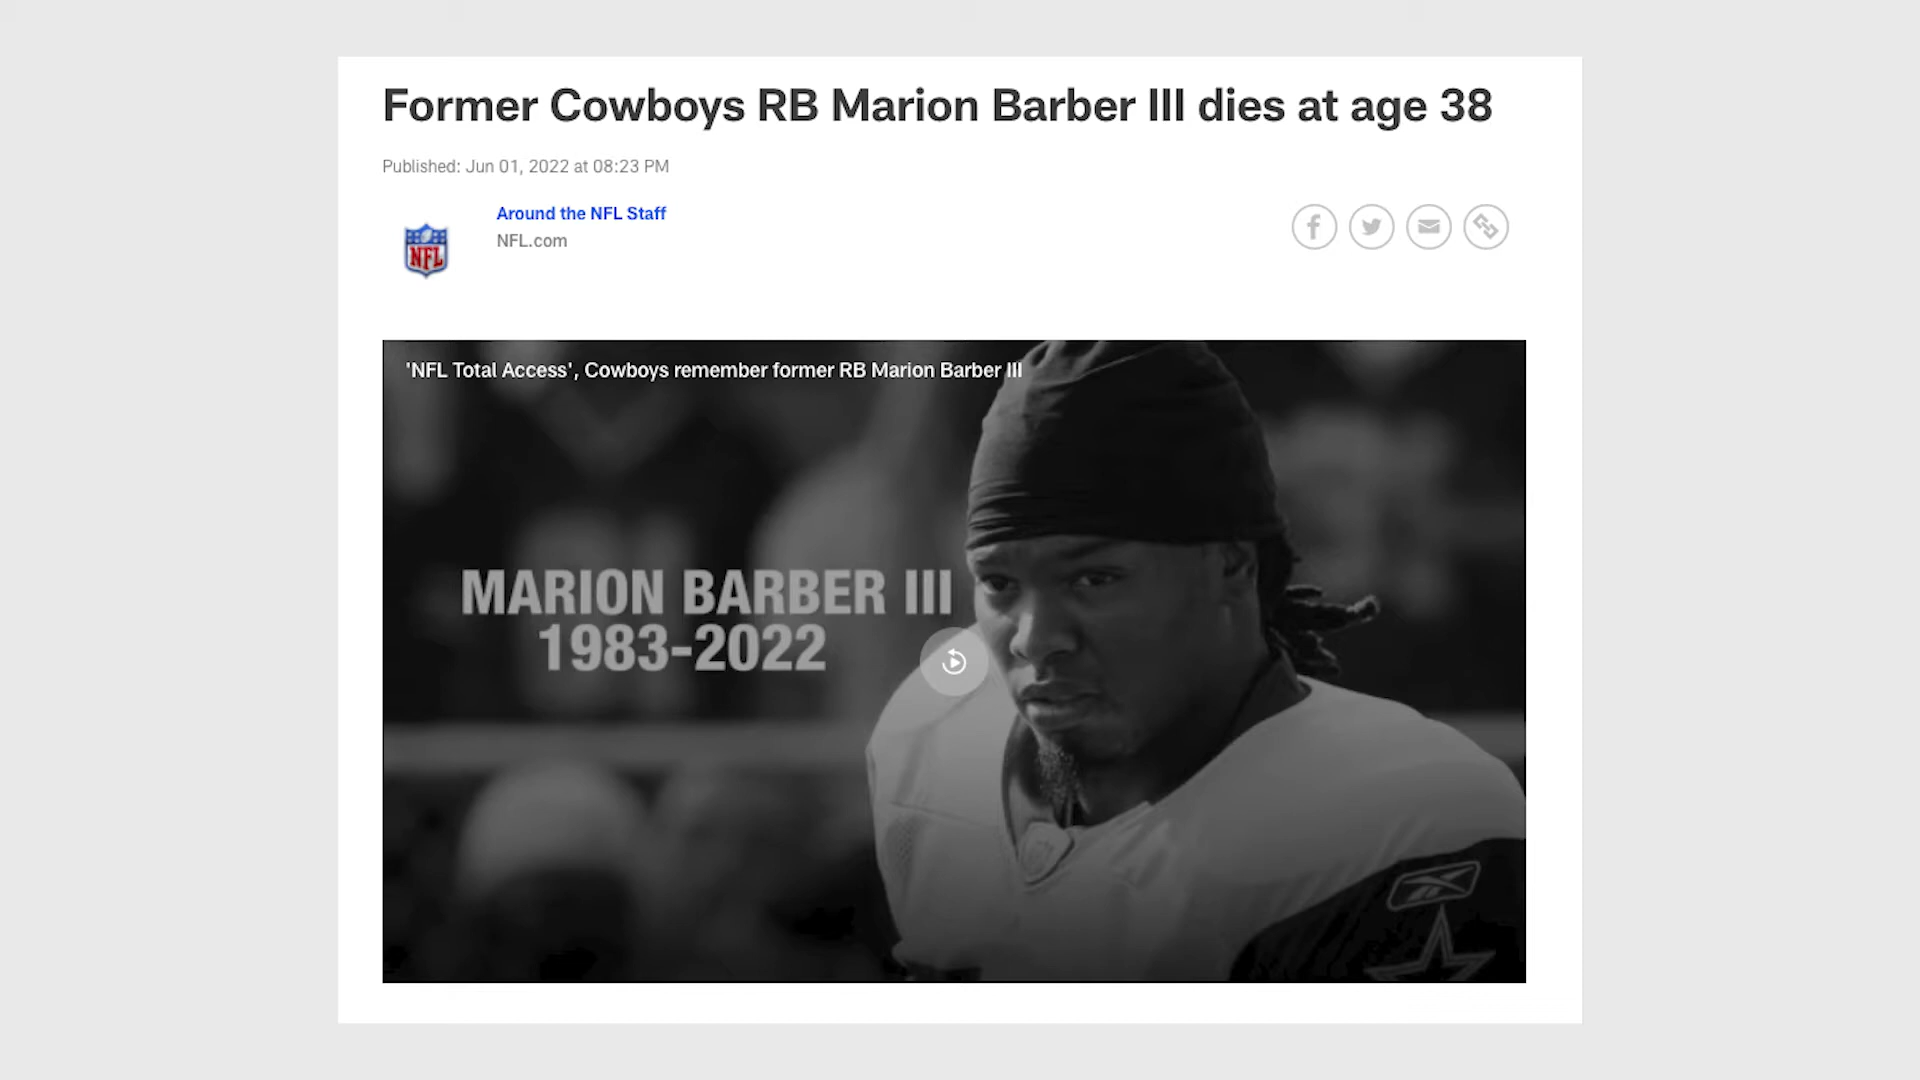 Former Cowboys RB Marion Barber III dies at age 38
Published: Jun 01, 2022 at 08:23 PM
Around the NFL Staff
NFL.com
NFL
'NFL Total Access', Cowboys remember former RB Marion Barber III
MARION BARBER III
1983-2022